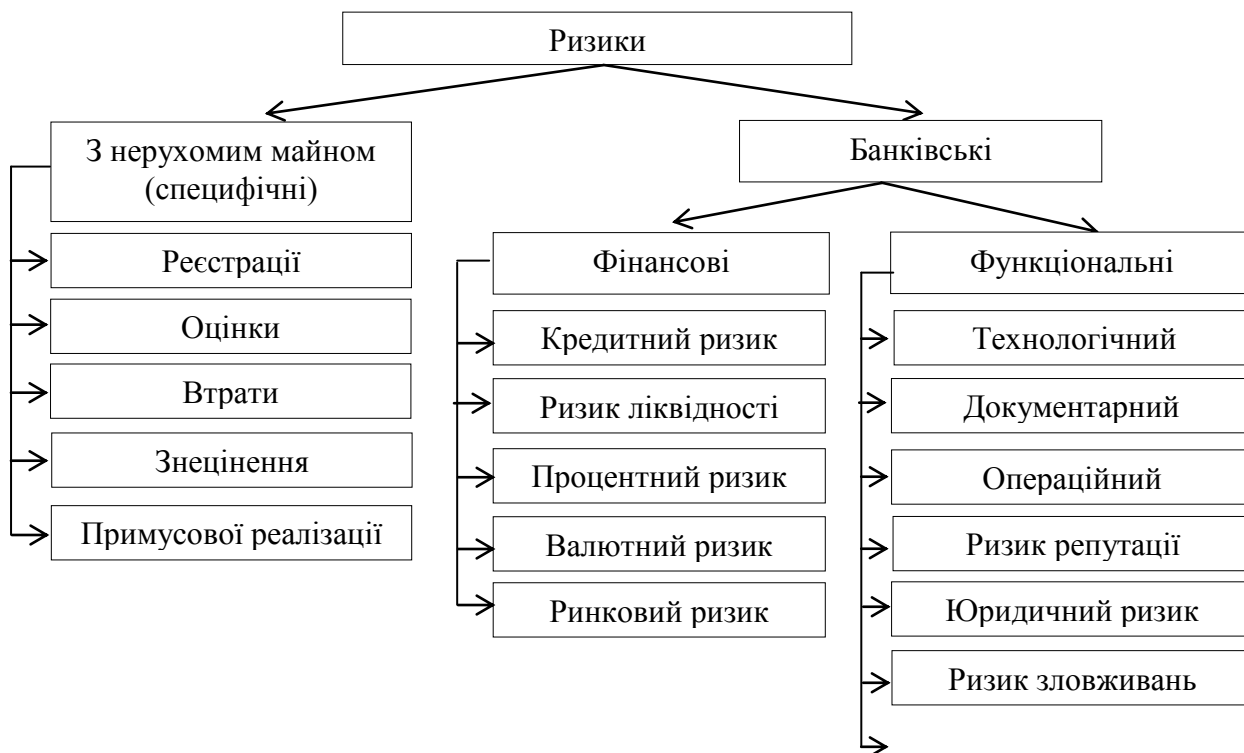 Ризики
З нерухомим майном
(специфічні)
Реєстрації
Оцінки
Втрати
Знецінення
Примусової реалізації
Банківські
Фінансові
Кредитний ризик
Ризик ліквідності
Процентний ризик
Валютний ризик
Ринковий ризик
Функціональні
Технологічний
Документарний
Операційний
Ризик репутації
Юридичний ризик
Ризик зловживань